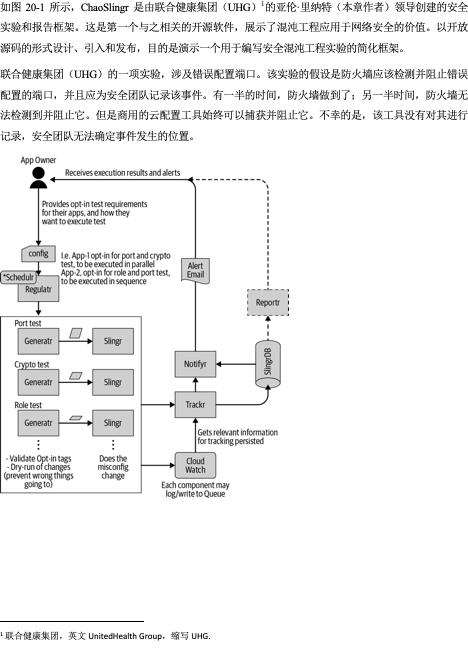 如图 20-1 所示，ChaoSlingr 是由联合健康集团（UHG）1的亚伦·里纳特（本章作者）领导创建的安全
实验和报告框架。这是第一个与之相关的开源软件，展示了混沌工程应用于网络安全的价值。以开放
源码的形式设计、引入和发布，目的是演示一个用于编写安全混沌工程实验的简化框架。
联合健康集团（UHG）的一项实验，涉及错误配置端口。该实验的假设是防火墙应该检测并阻止错误
配置的端口，并且应为安全团队记录该事件。有一半的时间，防火墙做到了；另一半时间，防火墙无
法检测到并阻止它。但是商用的云配置工具始终可以捕获并阻止它。不幸的是，该工具没有对其进行
记录，安全团队无法确定事件发生的位置。
App Owner
Receives execution results and alerts
Provides opt-in test requirements
for their apps, and how they
want to execute test
config
I.e. App-1 opt-in for port and crypto
test, to be executed in parallel
App-2, opt-in for role and port test,
to be executed in sequence
*Schedulr
Regulatr
Alert
Email
Reportr
Port test
Generatr
Slingr
Crypto test
Generatr
Slingr
Role test
Generatr
Slingr
Notifyr
SlingrDB
Trackr
Gets relevant information
for tracking persisted
- Validate Opt-in tags
- Dry-run of changes
(prevent wrong things
going to)
Does the
misconfig
change
Cloud
Watch
Each component may
log/write to Queue
1 联合健康集团，英文 UnitedHealth Group，缩写 UHG.